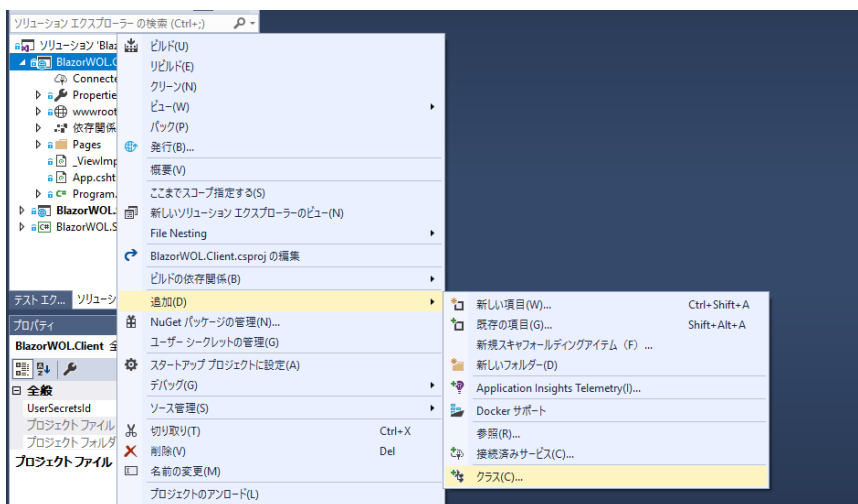 ソリューション エクスプローラーの検索 (Ctrl+;)
ソリューション 'Blaz
BlazorWOL.C
Connecte
Propertie
wwwroot
依存関係
Pages
_ViewImp
App.csht
Program.
BlazorWOL.
BlazorWOL.S
テスト エク...
ソリューシ
プロパティ
BlazorWOL.Client 全
全般
UserSecretsId
プロジェクト ファイル
プロジェクト フォルダ
プロジェクト ファイル
ビルド(U)
リビルド(E)
クリーン(N)
ビュー(W)
パック(P)
発行(B)...
概要(V)
ここまでスコープ指定する(S)
新しいソリューション エクスプローラーのビュー(N)
File Nesting
BlazorWOL.Client.csproj の編集
ビルドの依存関係(B)
追加(D)
NuGet パッケージの管理(N)...
ユーザー シークレットの管理(G)
スタートアップ プロジェクトに設定(A)
デバッグ(G)
ソース管理(S)
切り取り(T) Ctrl+X
削除(V) Del
名前の変更(M)
プロジェクトのアンロード(L)
新しい項目(W)... Ctrl+Shift+A
既存の項目(G)... Shift+Alt+A
新規スキャフォールディングアイテム（F）...
新しいフォルダー(D)
Application Insights Telemetry(I)...
Docker サポート
参照(R)...
接続済みサービス(C)...
クラス(C)...